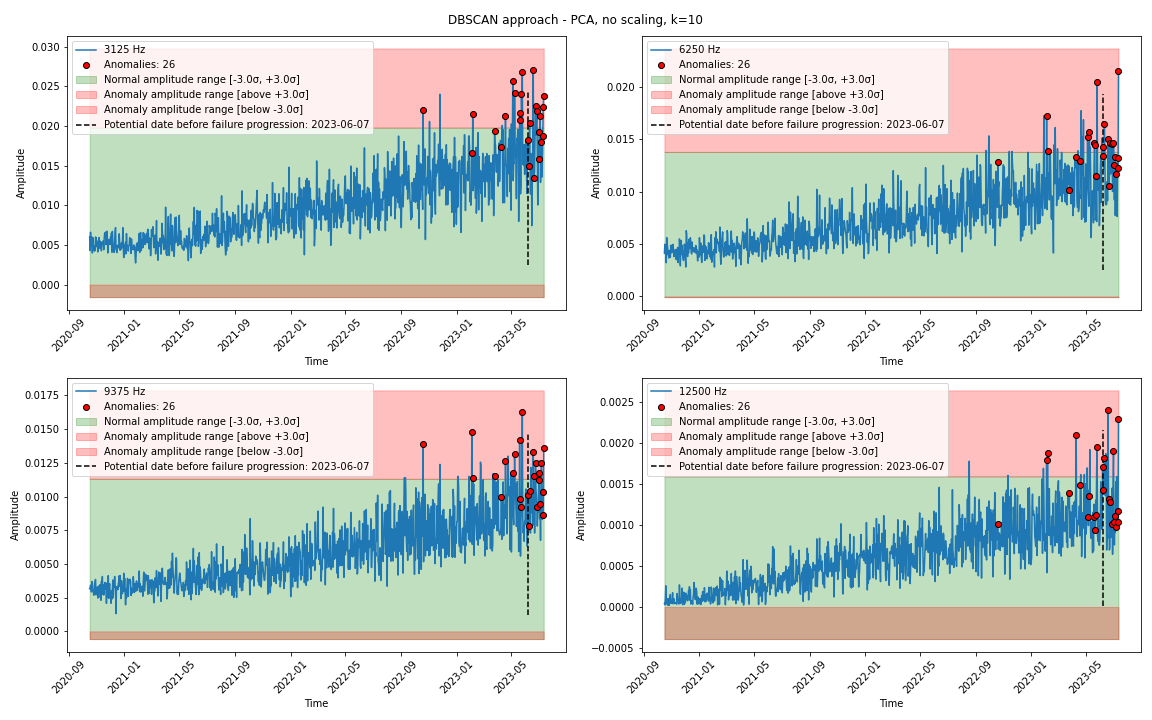 DBSCAN approach - PCA, no scaling, k=10
3125 Hz
Anomalies: 26
Normal amplitude range [-3.0σ, +3.0σ]
Anomaly amplitude range [above +3.0σ]
Anomaly amplitude range [below -3.0σ]
Potential date before failure progression: 2023-06-07
0.030
0.025
0.020
0.015
0.010
0.005
0.000
Amplitude
2020-09
2021-01
2021-05
2021-09
2022-01
2022-05
2022-09
2023-01
2023-05
Time
6250 Hz
Anomalies: 26
Normal amplitude range [-3.0σ, +3.0σ]
Anomaly amplitude range [above +3.0σ]
Anomaly amplitude range [below -3.0σ]
Potential date before failure progression: 2023-06-07
0.020
0.015
0.010
0.005
0.000
Amplitude
2020-09
2021-01
2021-05
2021-09
2022-01
2022-05
2022-09
2023-01
2023-05
Time
9375 Hz
Anomalies: 26
Normal amplitude range [-3.0σ, +3.0σ]
Anomaly amplitude range [above +3.0σ]
Anomaly amplitude range [below -3.0σ]
Potential date before failure progression: 2023-06-07
0.0175
0.0150
0.0125
0.0100
0.0075
0.0050
0.0025
0.0000
Amplitude
2020-09
2021-01
2021-05
2021-09
2022-01
2022-05
2022-09
2023-01
2023-05
Time
12500 Hz
Anomalies: 26
Normal amplitude range [-3.0σ, +3.0σ]
Anomaly amplitude range [above +3.0σ]
Anomaly amplitude range [below -3.0σ]
Potential date before failure progression: 2023-06-07
0.0025
0.0020
0.0015
0.0010
0.0005
0.0000
−0.0005
Amplitude
2020-09
2021-01
2021-05
2021-09
2022-01
2022-05
2022-09
2023-01
2023-05
Time